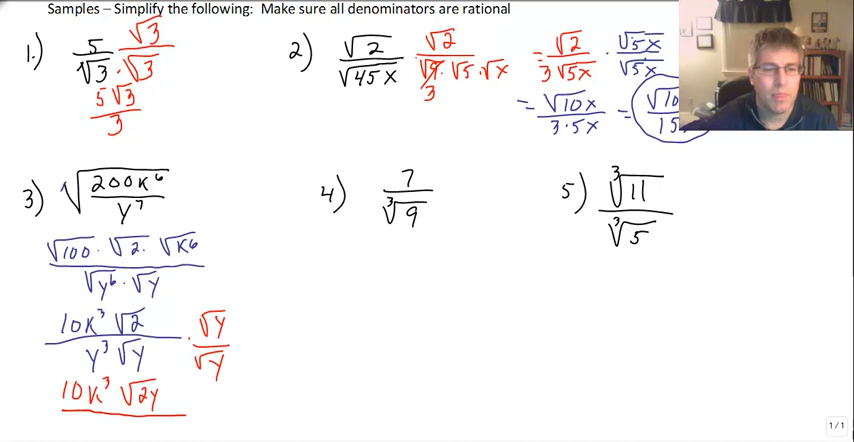 Samples – Simplify the following: Make sure all denominators are rational
1.) 5/√3 · √3/√3
5√3/3
2) √2/√45x √2/(√9 · √5 · √x) = √2/(3√5x) · √5x/√5x
3
= √10x/(3·5x) = √10
15
3) √(200k⁶/y⁷)
(√100 · √2 · √k⁶)/(√y⁶ · √y)
10k³√2/(y³√y) · √y/√y
10k³√2y
4) 7/∛9
5) ∛11/∛5
1/1